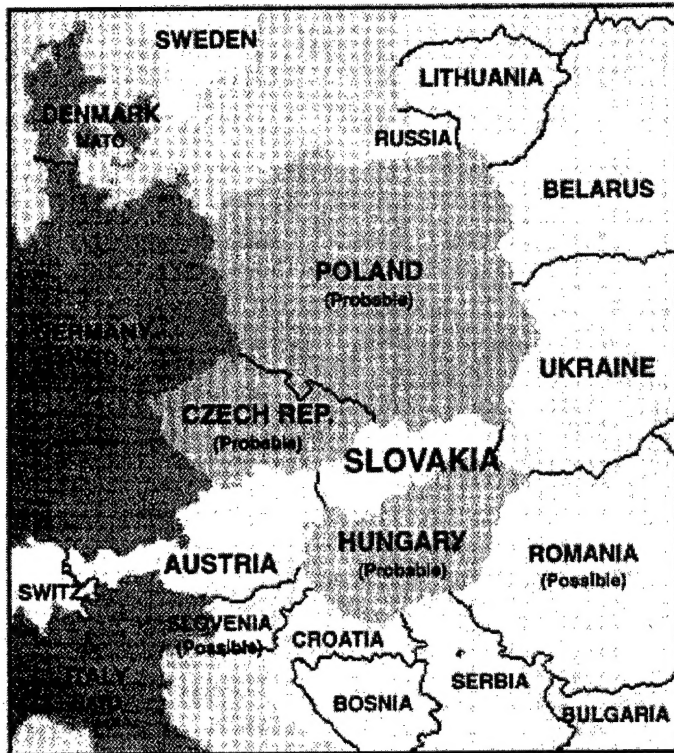 SWEDEN
LITHUANIA
DENMARK
NATO
RUSSIA
BELARUS
POLAND
(Probable)
GERMANY
UKRAINE
CZECH REP.
(Probable)
SLOVAKIA
HUNGARY
(Probable)
AUSTRIA
ROMANIA
(Possible)
SWITZ.
SLOVENIA
(Possible)
CROATIA
ITALY
NATO
SERBIA
BOSNIA
BULGARIA